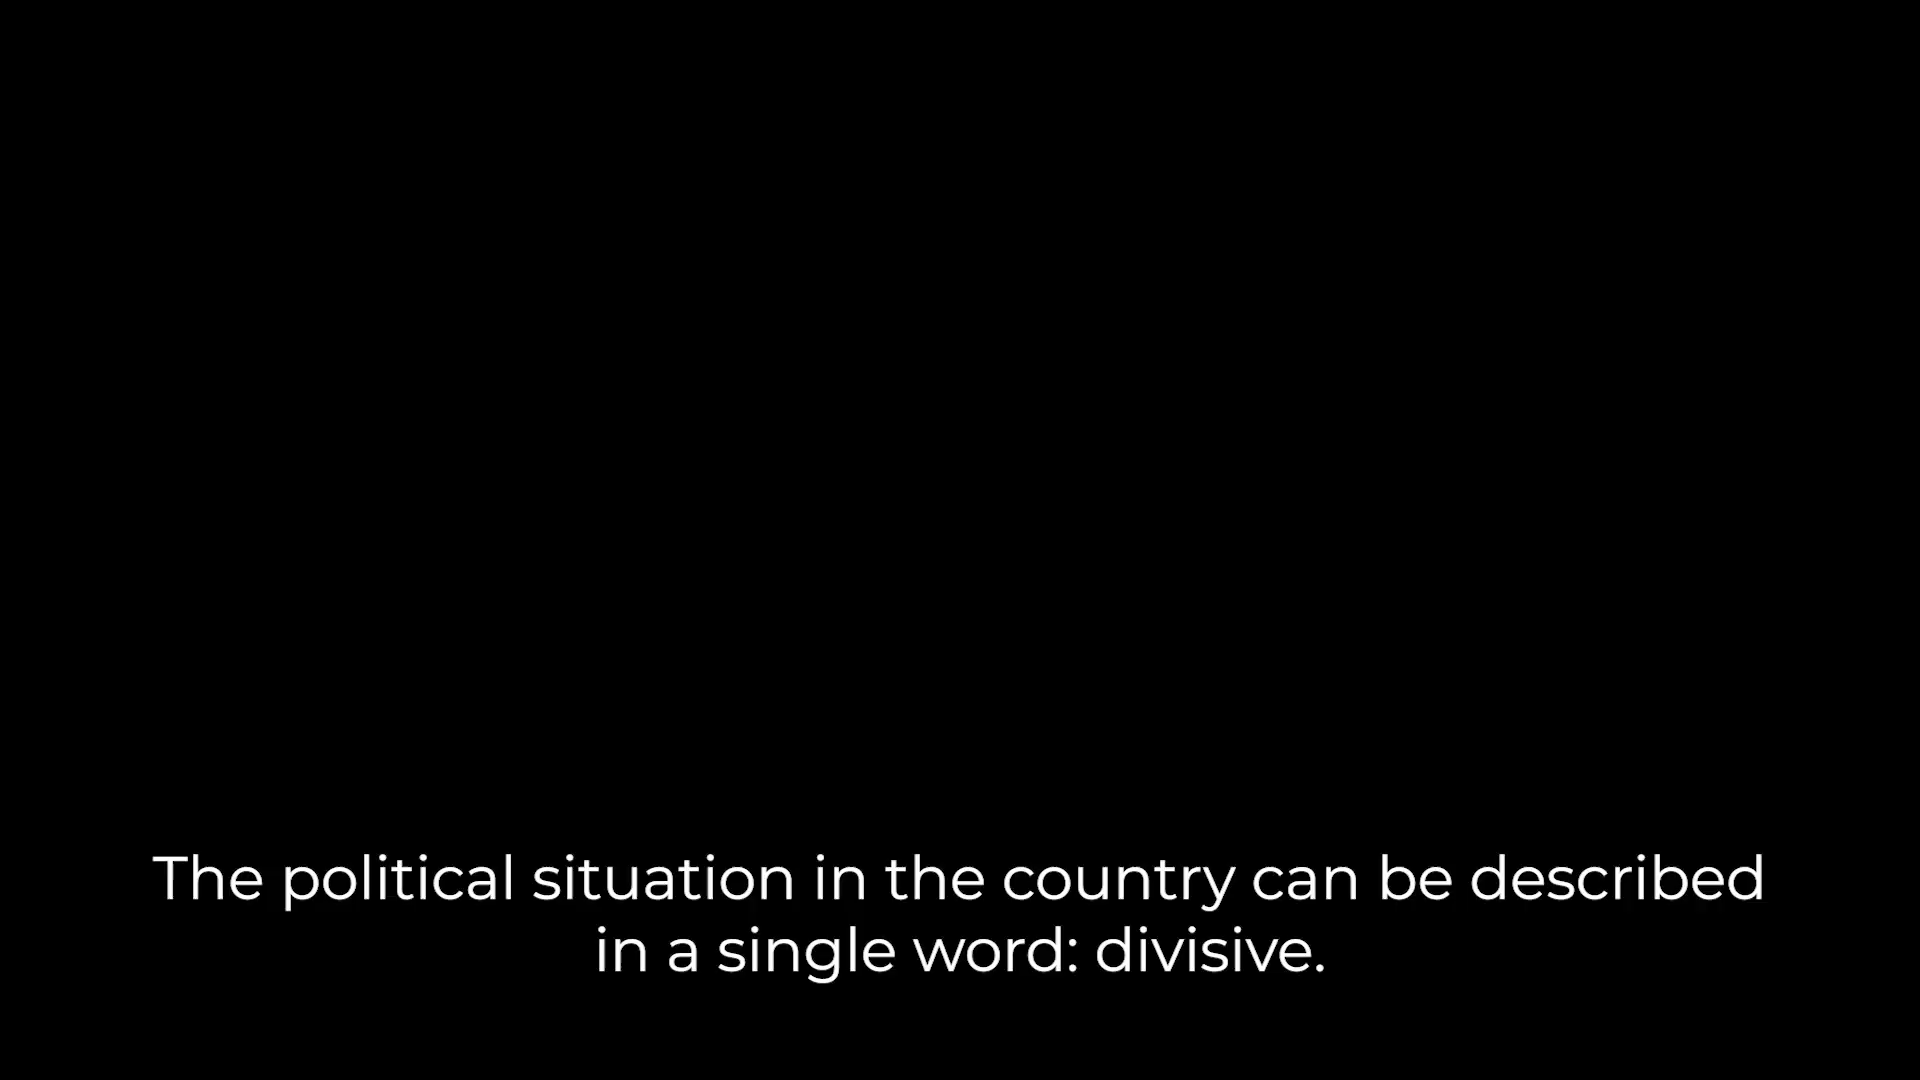 The political situation in the country can be described
in a single word: divisive.